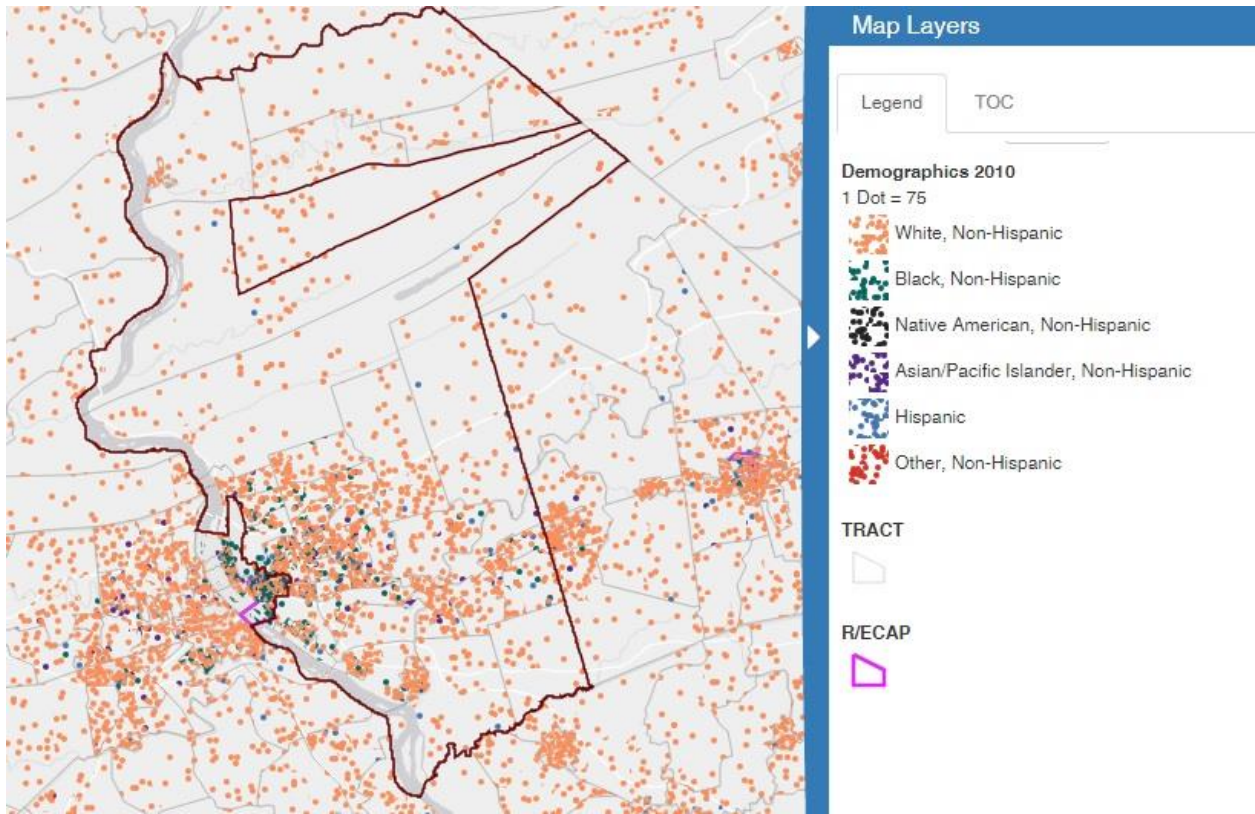 Map Layers
Legend
TOC
Demographics 2010
1 Dot = 75
White, Non-Hispanic
Black, Non-Hispanic
Native American, Non-Hispanic
Asian/Pacific Islander, Non-Hispanic
Hispanic
Other, Non-Hispanic
TRACT
R/ECAP